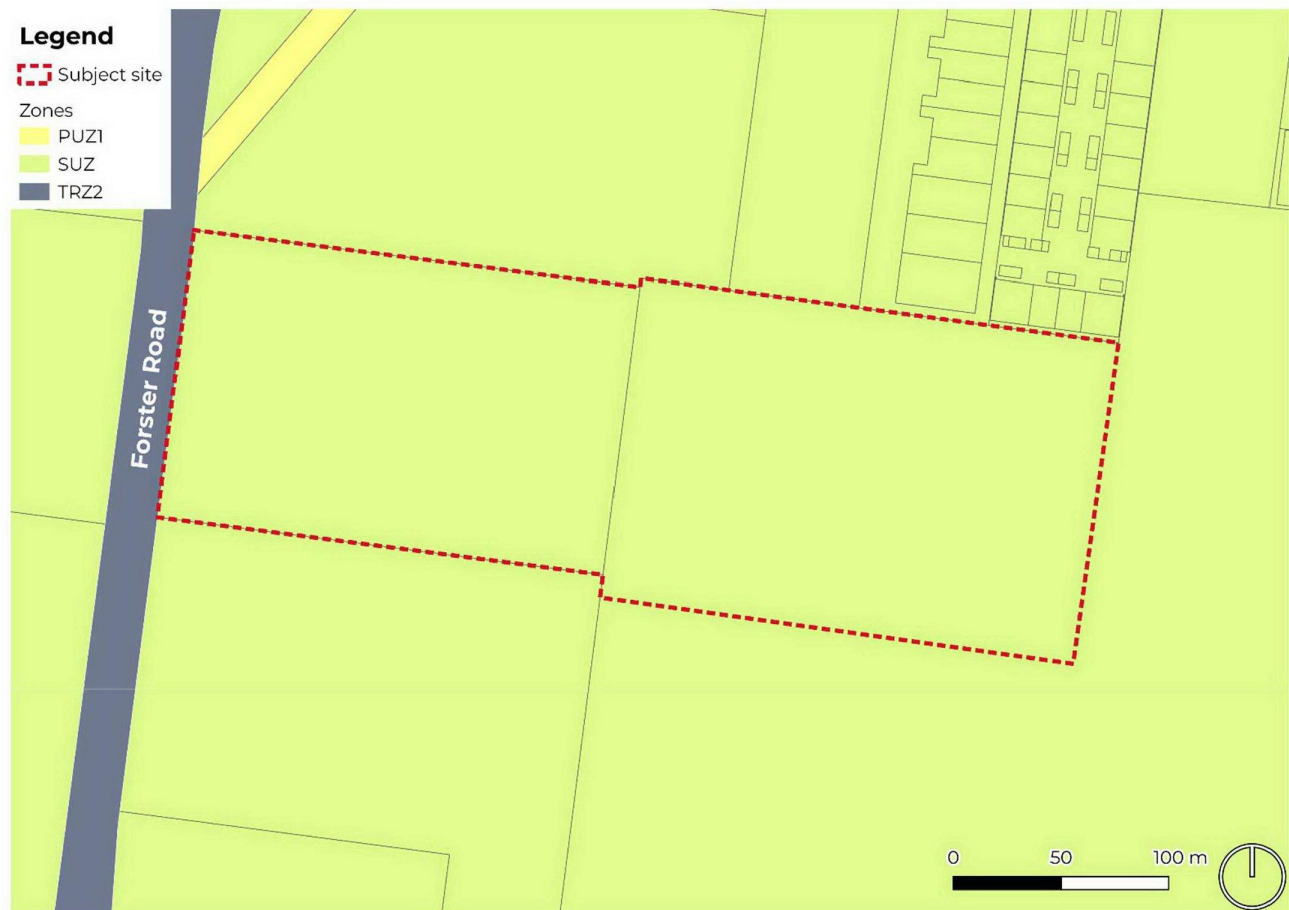 Legend
Subject site
Zones
PUZ1
SUZ
TRZ2
Forster Road
0 50 100 m